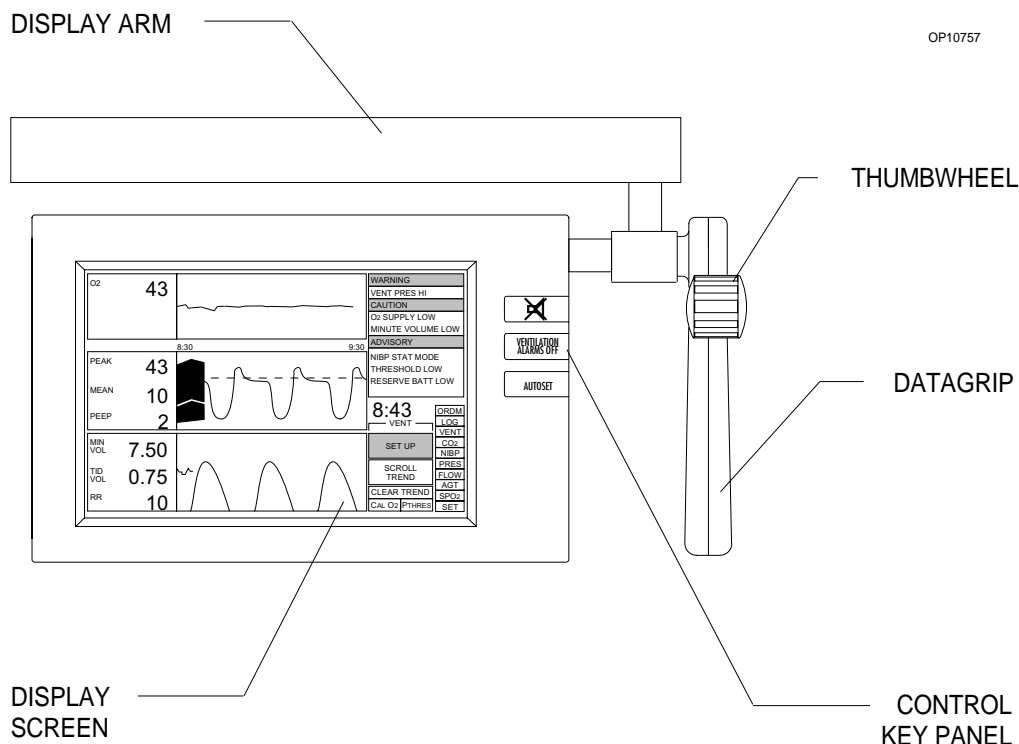 DISPLAY ARM
OP10757
THUMBWHEEL
O2 43
PEAK 43
MEAN 10
PEEP 2
MIN
VOL 7.50
TID
VOL 0.75
RR 10
8:30 9:30
WARNING
VENT PRES HI
CAUTION
O2 SUPPLY LOW
MINUTE VOLUME LOW
ADVISORY
NIBP STAT MODE
THRESHOLD LOW
RESERVE BATT LOW
8:43
VENT
SET UP
SCROLL
TREND
CLEAR TREND
CAL O2 PTHRES
ORDM
LOG
VENT
CO2
NIBP
PRES
FLOW
AGT
SPO2
SET
VENTILATION
ALARMS OFF
AUTOSET
DATAGRIP
DISPLAY
SCREEN
CONTROL
KEY PANEL